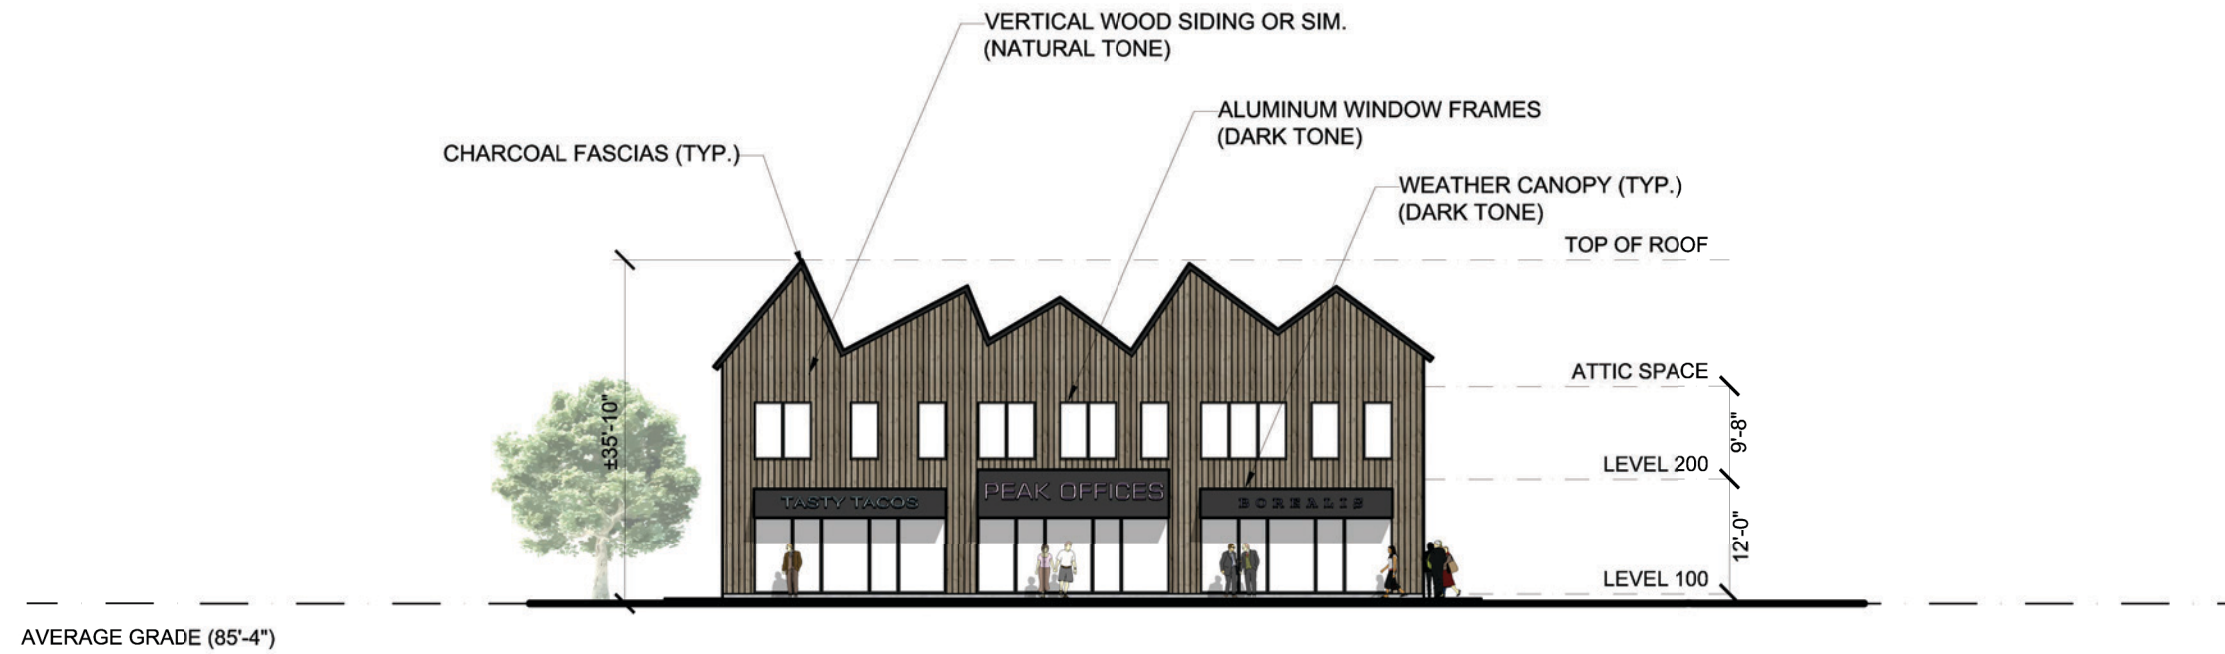 VERTICAL WOOD SIDING OR SIM.
(NATURAL TONE)
ALUMINUM WINDOW FRAMES
(DARK TONE)
CHARCOAL FASCIAS (TYP.)
WEATHER CANOPY (TYP.)
(DARK TONE)
TOP OF ROOF
ATTIC SPACE
±35'-10"
9'-8"
LEVEL 200
PEAK OFFICES
TASTY TACOS
BOREALIS
12'-0"
LEVEL 100
AVERAGE GRADE (85'-4")